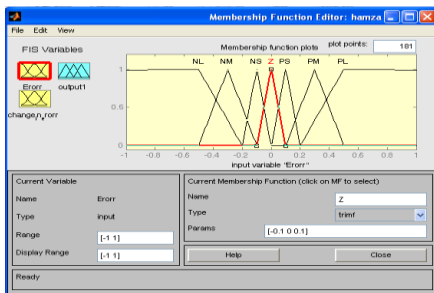 Membership Function Editor: hamza
File Edit View
FIS Variables
Erorr
output1
change_n_rorr
Membership function plots
plot points:
181
NL NM NS Z PS PM PL
1
0.5
0
-1 -0.8 -0.6 -0.4 -0.2 0 0.2 0.4 0.6 0.8 1
input variable "Erorr"
Current Variable
Name Erorr
Type input
Range [-1 1]
Display Range [-1 1]
Current Membership Function (click on MF to select)
Name Z
Type trimf
Params [-0.1 0 0.1]
Help Close
Ready